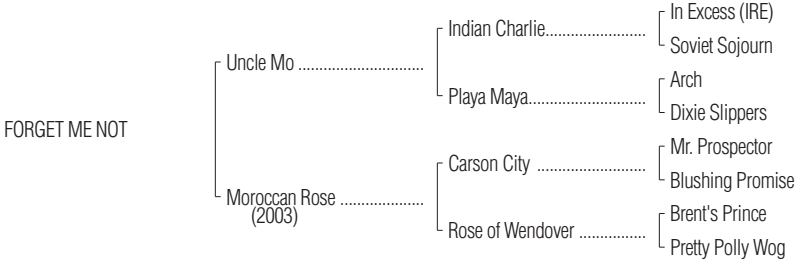 In Excess (IRE)
Indian Charlie.......................
Soviet Sojourn
Uncle Mo .............................
Arch
Playa Maya...........................
Dixie Slippers
FORGET ME NOT
Mr. Prospector
Carson City .........................
Blushing Promise
Moroccan Rose ...................
(2003)
Brent's Prince
Rose of Wendover ...............
Pretty Polly Wog